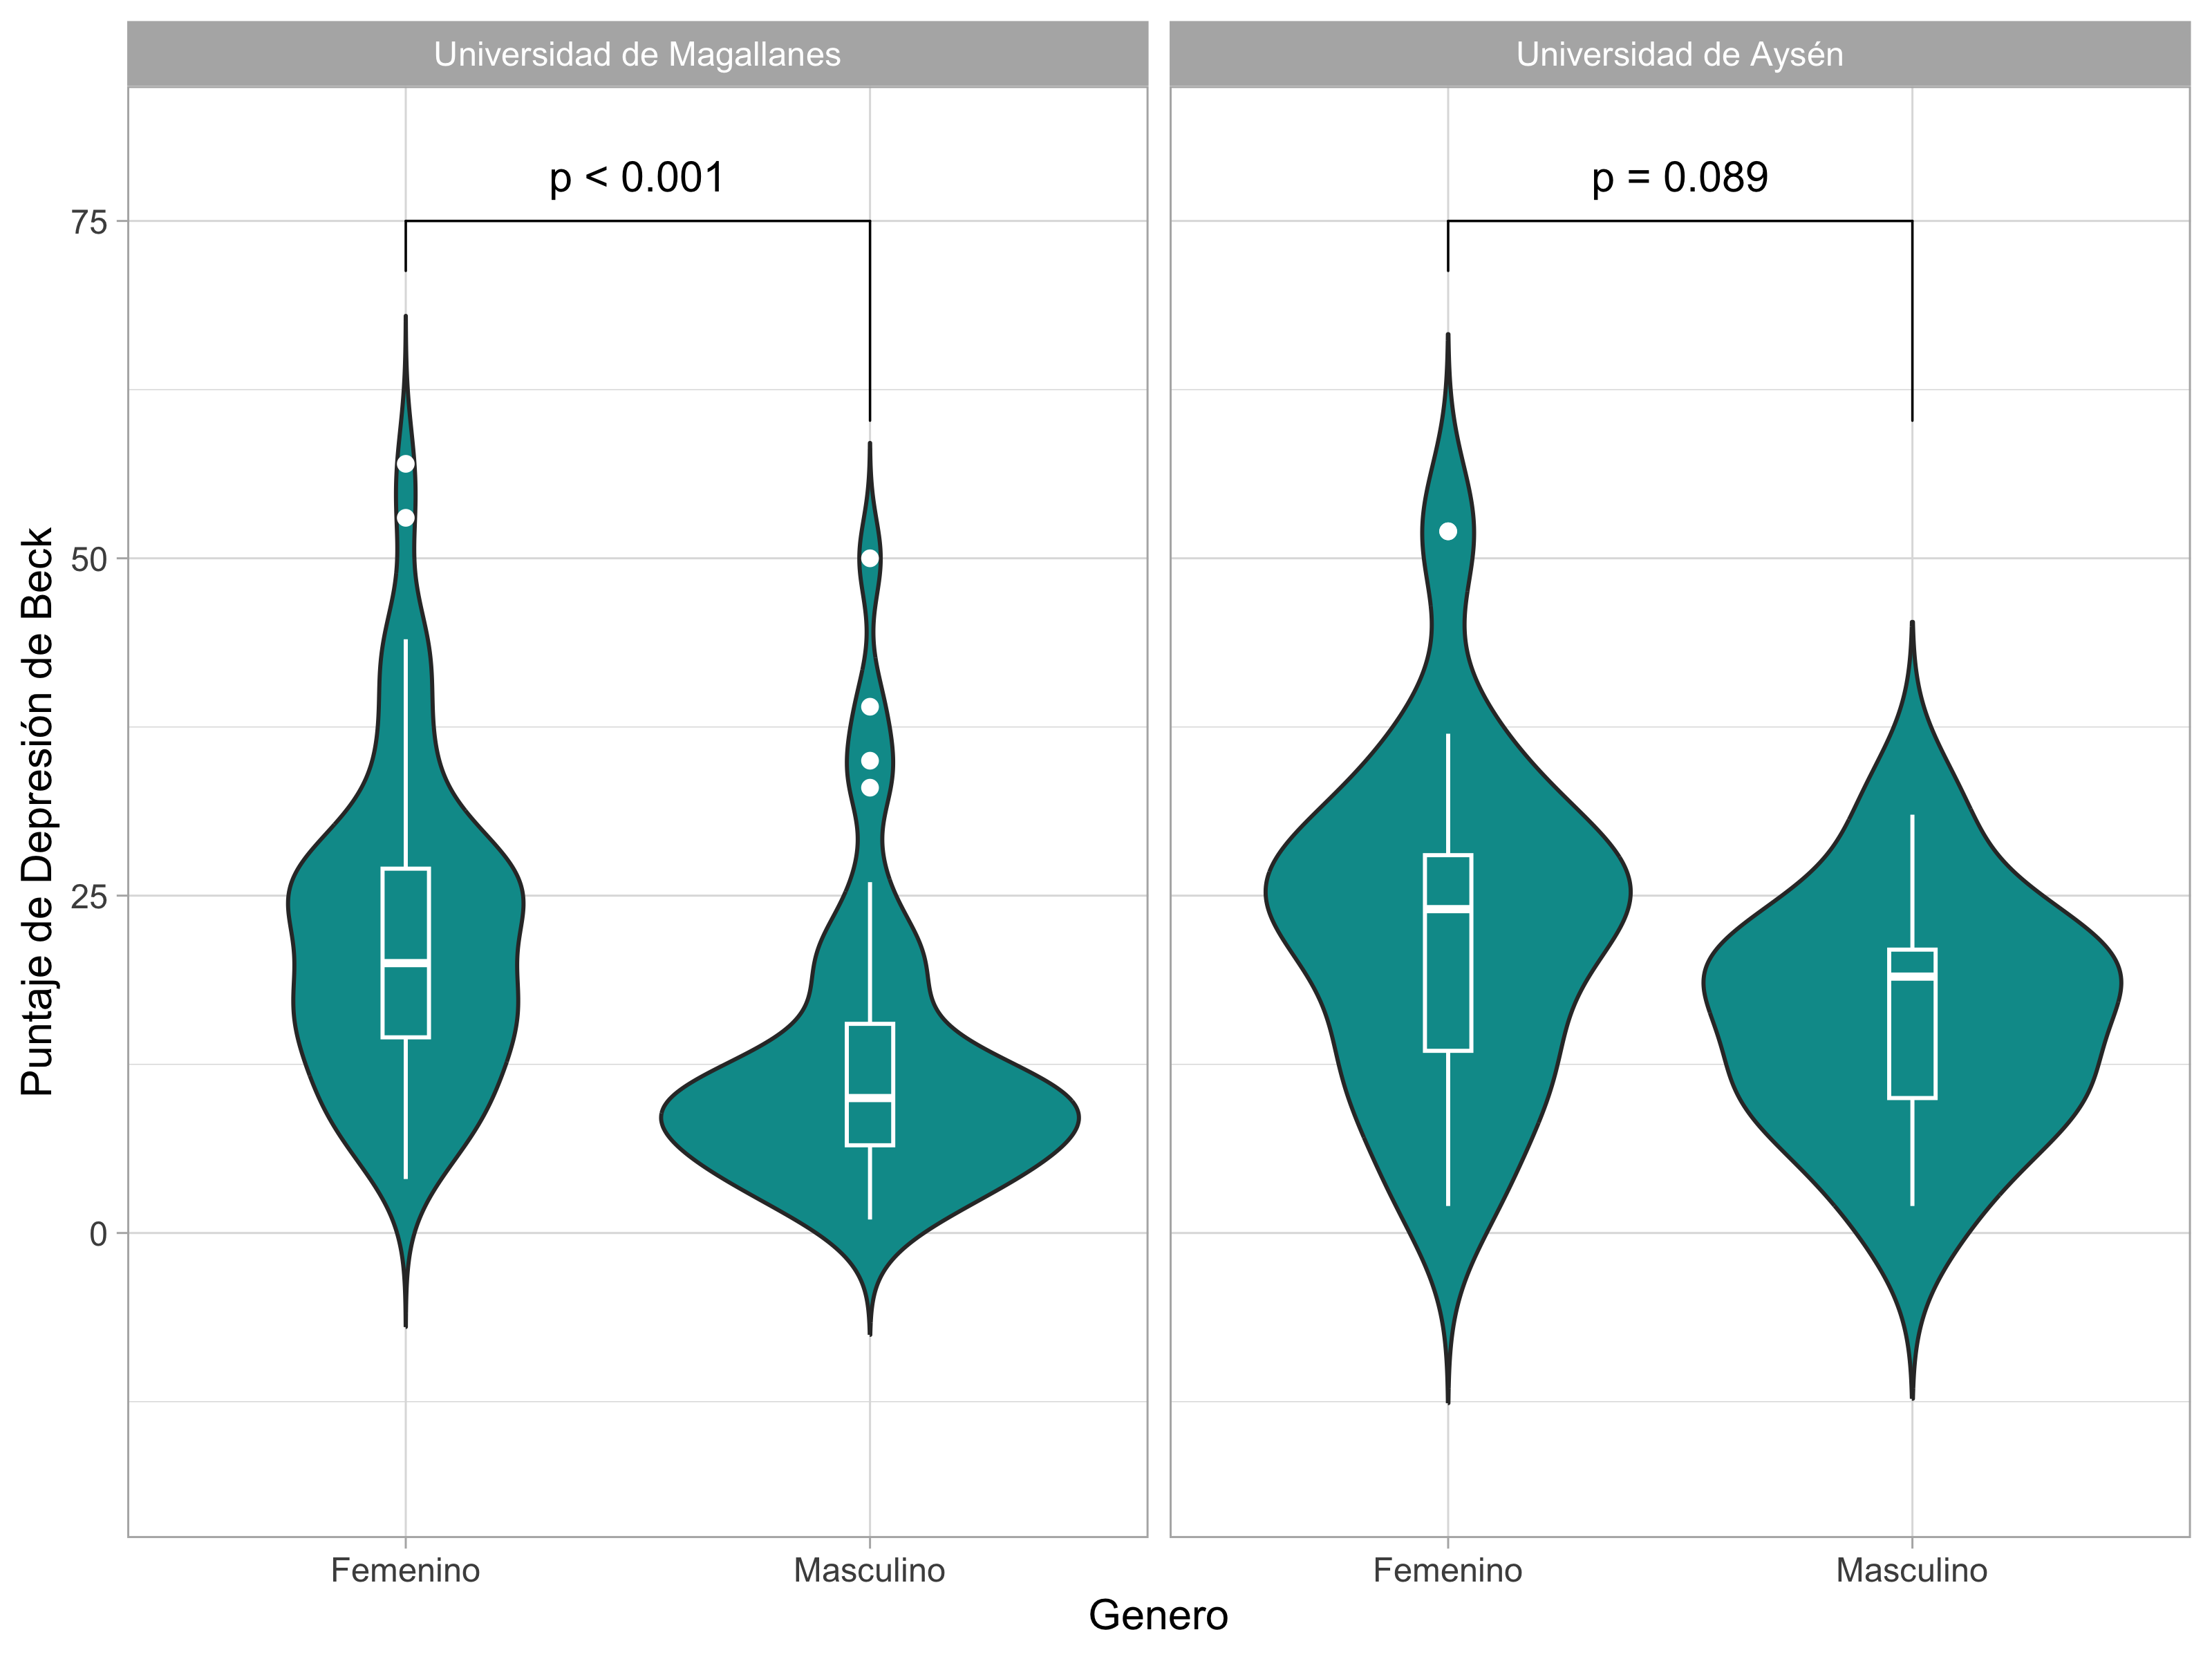 Universidad de Magallanes
Universidad de Aysén
p < 0.001
p = 0.089
75
50
25
0
Puntaje de Depresión de Beck
Femenino
Masculino
Femenino
Masculino
Genero